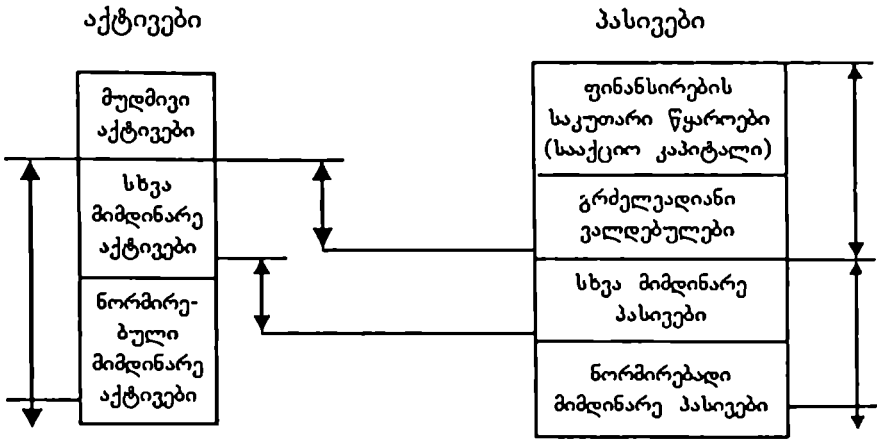 აქტივები
პასივები
მუდმივი
აქტივები
სხვა
მიმდინარე
აქტივები
ნორმირე-
ბული
მიმდინარე
აქტივები
ფინანსირების
საკუთარი წყაროები
(სააქციო კაპიტალი)
გრძელვადიანი
ვალდებულებები
სხვა მიმდინარე
პასივები
ნორმირებადი
მიმდინარე პასივები